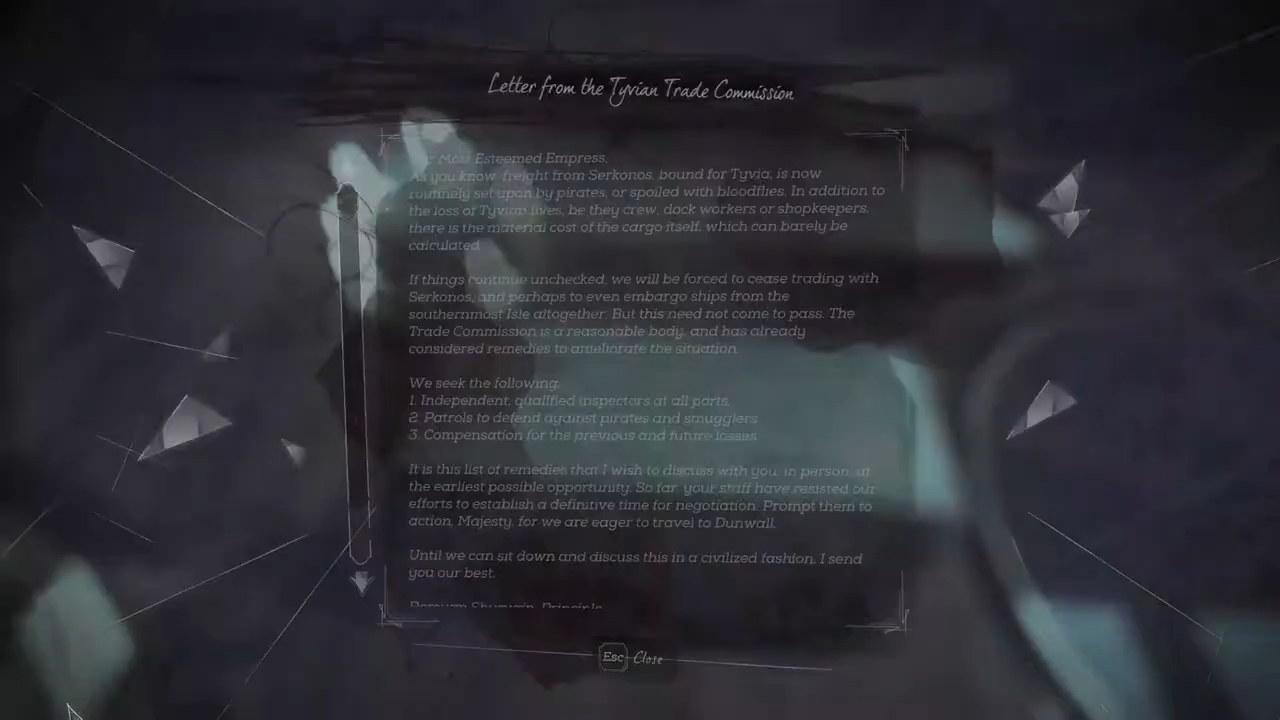 Letter from the Tyvian Trade Commission
Most Esteemed Empress,
As you know, freight from Serkonos, bound for Tyvia, is now
routinely set upon by pirates, or spoiled with bloodflies. In addition to
the loss of Tyvian lives, be they crew, dock workers or shopkeepers,
there is the material cost of the cargo itself, which can barely be
calculated.
If things continue unchecked, we will be forced to cease trading with
Serkonos, and perhaps to even embargo ships from the
southernmost Isle altogether. But this need not come to pass. The
Trade Commission is a reasonable body, and has already
considered remedies to ameliorate the situation.
We seek the following:
1. Independent, qualified inspectors at all ports.
2. Patrols to defend against pirates and smugglers
3. Compensation for the previous and future losses.
It is this list of remedies that I wish to discuss with you, in person, at
the earliest possible opportunity. So far, your staff have resisted our
efforts to establish a definitive time for negotiation. Prompt them to
action, Majesty, for we are eager to travel to Dunwall.
Until we can sit down and discuss this in a civilized fashion, I send
you our best.
Principle
Esc Close